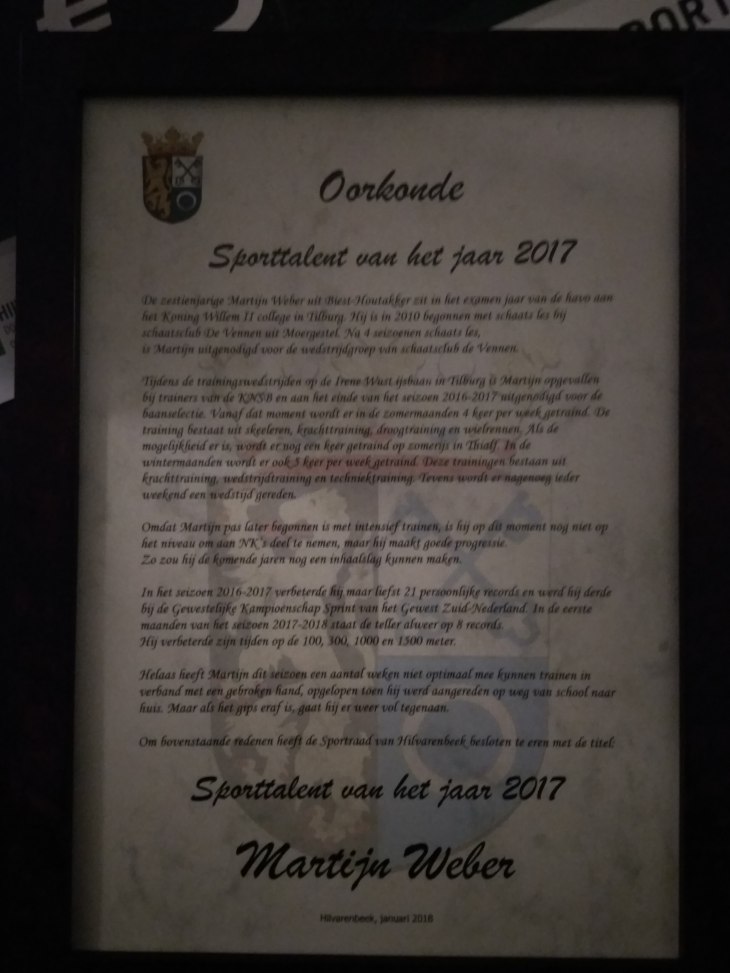 PORT
Oorkonde
Sporttalent van het jaar 2017
De zestienjarige Martijn Weber uit Biest-Houtakker zit in het examen jaar van de havo aan
het Koning Willem II college in Tilburg. Hij is in 2010 begonnen met schaats les bij
schaatsclub De Vennen uit Moergestel. Na 4 seizoenen schaats les,
is Martijn uitgenodigd voor de wedstrijdgroep van schaatsclub de Vennen.
Tijdens de trainingswedstrijden op de Irene Wust ijsbaan in Tilburg is Martijn opgevallen
bij trainers van de KNSB en aan het einde van het seizoen 2016-2017 uitgenodigd voor de
baanselectie. Vanaf dat moment wordt er in de zomermaanden 4 keer per week getraind. De
training bestaat uit skeeleren, krachttraining, droogtraining en wielrennen. Als de
mogelijkheid er is, wordt er nog een keer getraind op zomerijs in Thialf. In de
wintermaanden wordt er ook 5 keer per week getraind. Deze trainingen bestaan uit
krachttraining, wedstrijdtraining en techniektraining. Tevens wordt er nagenoeg ieder
weekend een wedstijd gereden.
Omdat Martijn pas later begonnen is met intensief trainen, is hij op dit moment nog niet op
het niveau om aan NK's deel te nemen, maar hij maakt goede progressie.
Zo zou hij de komende jaren nog een inhaalslag kunnen maken.
In het seizoen 2016-2017 verbeterde hij maar liefst 21 persoonlijke records en werd hij derde
bij de Gewestelijke Kampioenschap Sprint van het Gewest Zuid-Nederland. In de eerste
maanden van het seizoen 2017-2018 staat de teller alweer op 8 records.
Hij verbeterde zijn tijden op de 100, 300, 1000 en 1500 meter.
Helaas heeft Martijn dit seizoen een aantal weken niet optimaal mee kunnen trainen in
verband met een gebroken hand, opgelopen toen hij werd aangereden op weg van school naar
huis. Maar als het gips eraf is, gaat hij er weer vol tegenaan.
Om bovenstaande redenen heeft de Sportraad van Hilvarenbeek besloten te eren met de titel:
Sporttalent van het jaar 2017
Martijn Weber
Hilvarenbeek, januari 2018